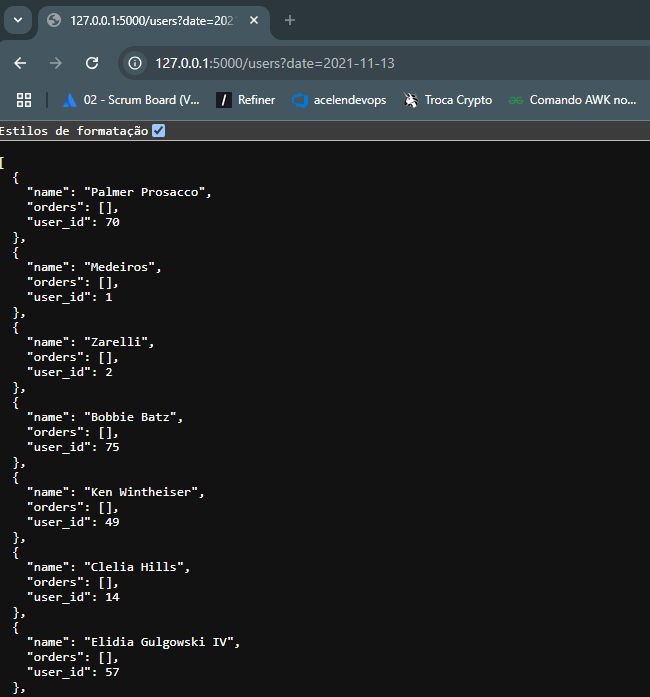 127.0.0.1:5000/users?date=202
127.0.0.1:5000/users?date=2021-11-13
02 - Scrum Board (V... Refiner acelendevops Troca Crypto Comando AWK no...
Estilos de formatação
[
  {
    "name": "Palmer Prosacco",
    "orders": [],
    "user_id": 70
  },
  {
    "name": "Medeiros",
    "orders": [],
    "user_id": 1
  },
  {
    "name": "Zarelli",
    "orders": [],
    "user_id": 2
  },
  {
    "name": "Bobbie Batz",
    "orders": [],
    "user_id": 75
  },
  {
    "name": "Ken Wintheiser",
    "orders": [],
    "user_id": 49
  },
  {
    "name": "Clelia Hills",
    "orders": [],
    "user_id": 14
  },
  {
    "name": "Elidia Gulgowski IV",
    "orders": [],
    "user_id": 57
  },